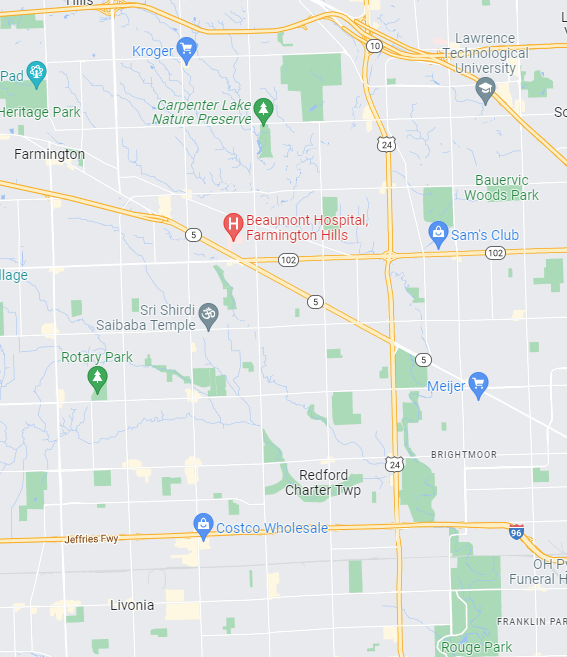 Hills
10
Kroger
Lawrence
Technological
University
Pad
Heritage Park
Carpenter Lake
Nature Preserve
24
Farmington
Bauervic
Woods Park
Beaumont Hospital,
Farmington Hills
5
Sam's Club
102
102
llage
5
Sri Shirdi
Saibaba Temple
Rotary Park
5
Meijer
BRIGHTMOOR
24
Redford
Charter Twp
Costco Wholesale
Jeffries Fwy
96
OH P
Funeral H
Livonia
FRANKLIN PAR
Rouge Park